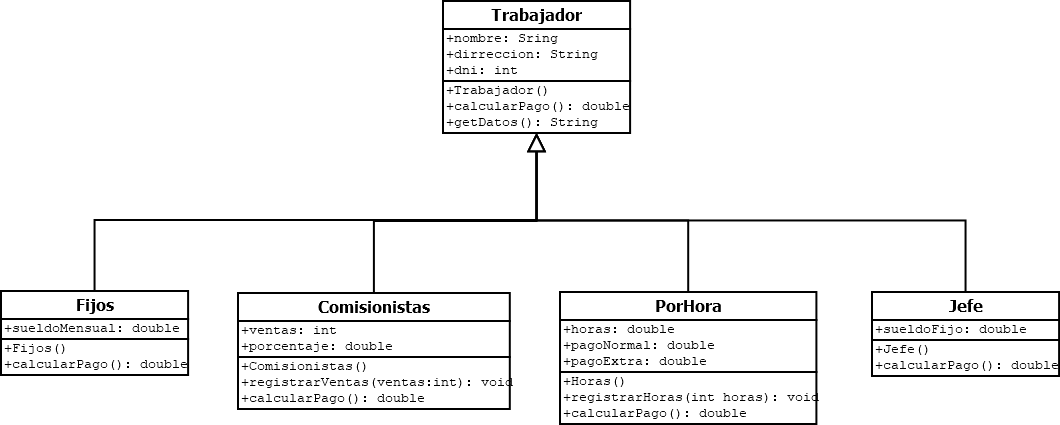 Trabajador
+nombre: Sring
+dirreccion: String
+dni: int
+Trabajador()
+calcularPago(): double
+getDatos(): String
Fijos
+sueldoMensual: double
+Fijos()
+calcularPago(): double
Comisionistas
+ventas: int
+porcentaje: double
+Comisionistas()
+registrarVentas(ventas:int): void
+calcularPago(): double
PorHora
+horas: double
+pagoNormal: double
+pagoExtra: double
+Horas()
+registrarHoras(int horas): void
+calcularPago(): double
Jefe
+sueldoFijo: double
+Jefe()
+calcularPago(): double